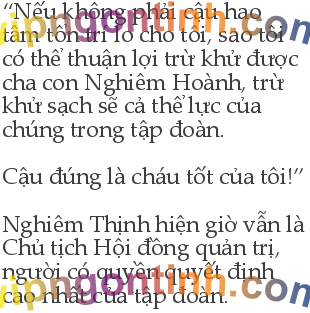 “Nếu không phải cậu hao
tâm tổn trí lo cho tôi, sao tôi
có thể thuận lợi trừ khử được
cha con Nghiêm Hoành, trừ
khử sạch sẽ cả thể lực của
chúng trong tập đoàn.
Cậu đúng là cháu tốt của tôi!”
Nghiêm Thịnh hiện giờ vẫn là
Chủ tịch Hội đồng quản trị,
người có quyền quyết định
cao nhất của tập đoàn.
vipngontinh.com
vipngontinh.com